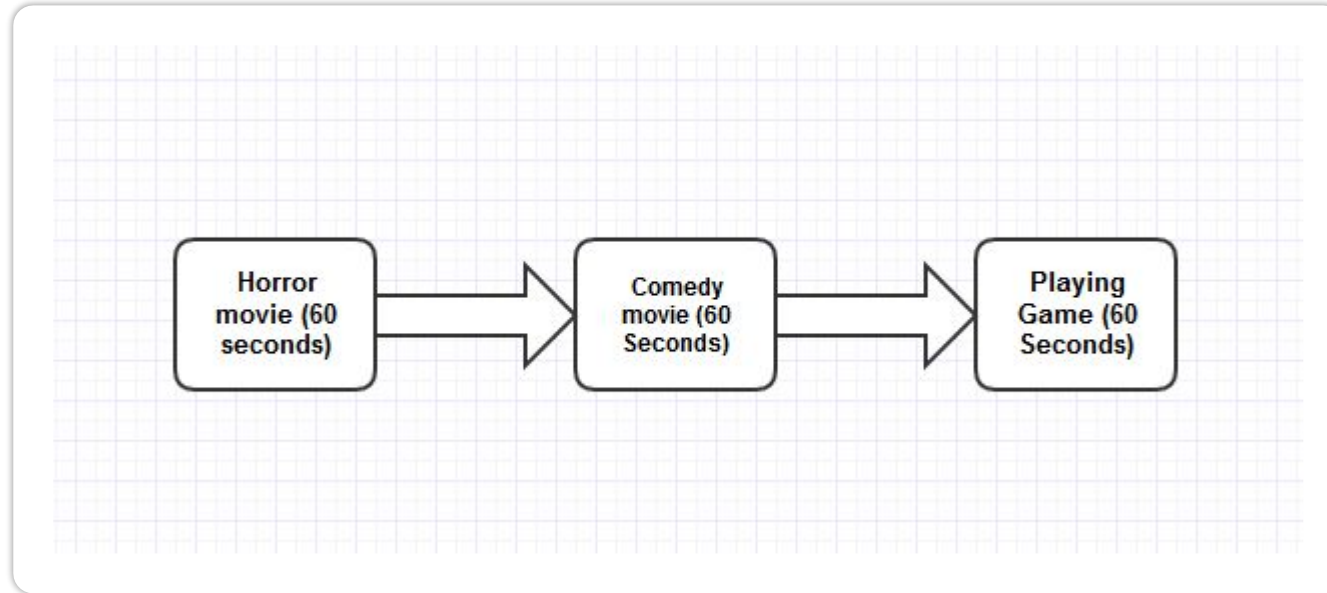 Horror
movie (60
seconds)
Comedy
movie (60
Seconds)
Playing
Game (60
Seconds)